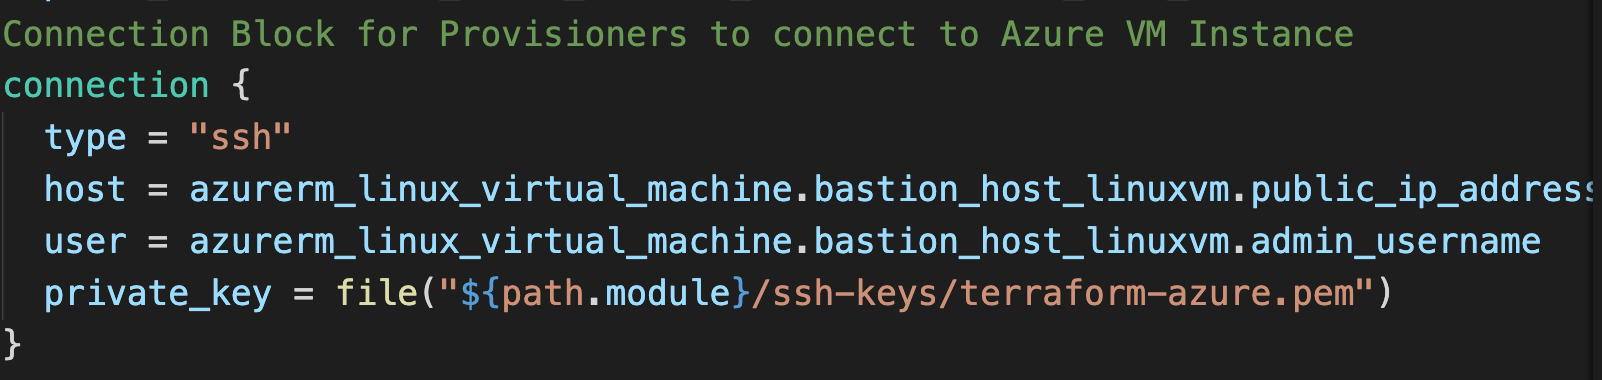 Connection Block for Provisioners to connect to Azure VM Instance
connection {
type = "ssh"
host = azurerm_linux_virtual_machine.bastion_host_linuxvm.public_ip_address
user = azurerm_linux_virtual_machine.bastion_host_linuxvm.admin_username
private_key = file("${path.module}/ssh-keys/terraform-azure.pem")
}